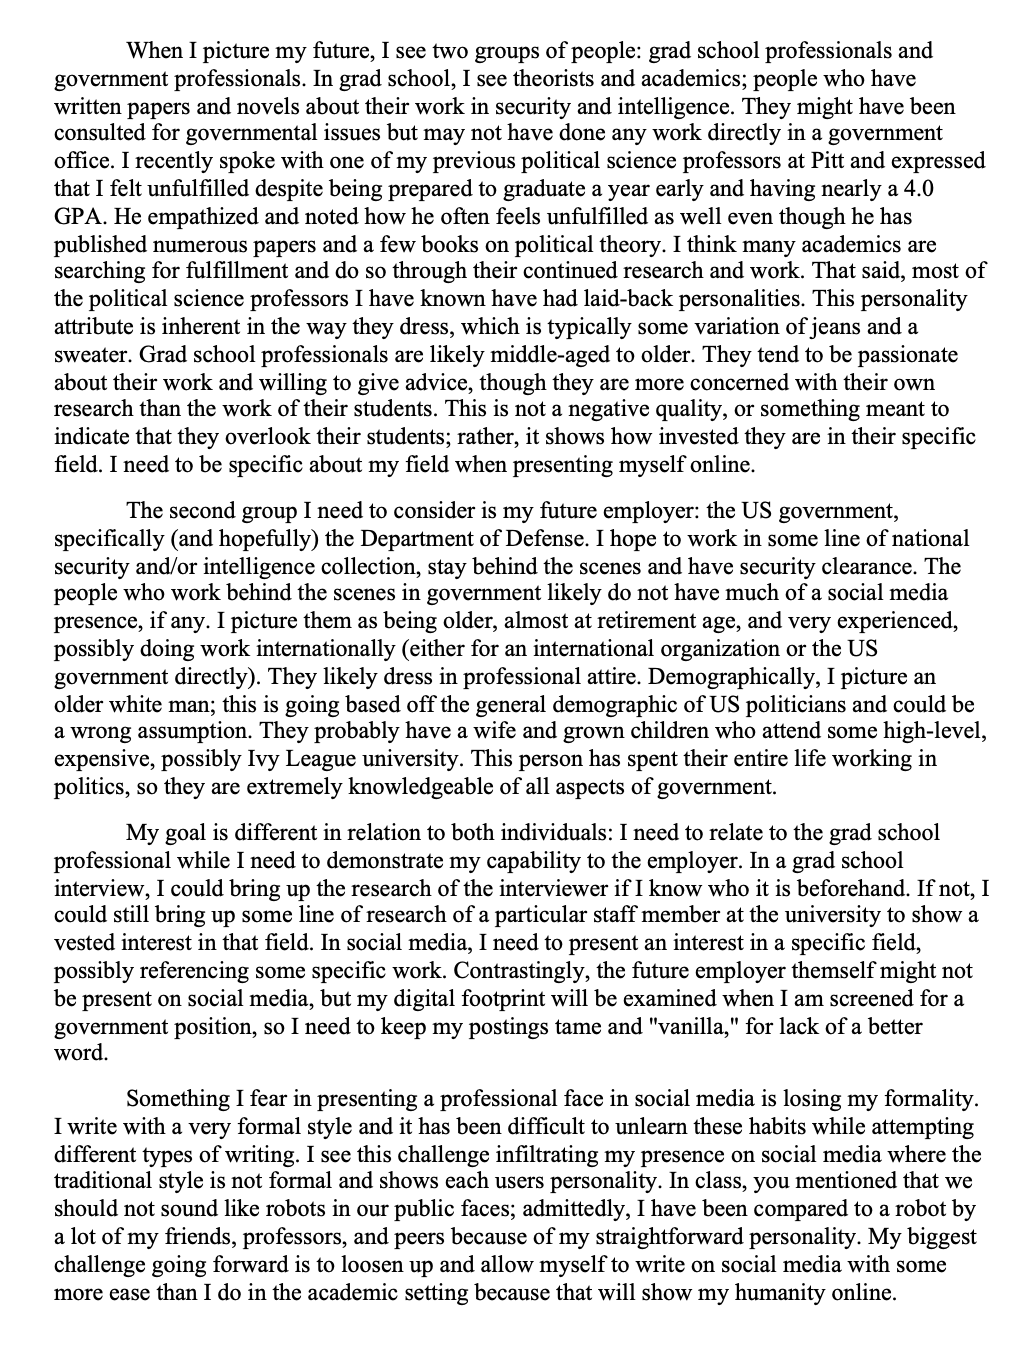 When I picture my future, I see two groups of people: grad school professionals and
government professionals. In grad school, I see theorists and academics; people who have
written papers and novels about their work in security and intelligence. They might have been
consulted for governmental issues but may not have done any work directly in a government
office. I recently spoke with one of my previous political science professors at Pitt and expressed
that I felt unfulfilled despite being prepared to graduate a year early and having nearly a 4.0
GPA. He empathized and noted how he often feels unfulfilled as well even though he has
published numerous papers and a few books on political theory. I think many academics are
searching for fulfillment and do so through their continued research and work. That said, most of
the political science professors I have known have had laid-back personalities. This personality
attribute is inherent in the way they dress, which is typically some variation of jeans and a
sweater. Grad school professionals are likely middle-aged to older. They tend to be passionate
about their work and willing to give advice, though they are more concerned with their own
research than the work of their students. This is not a negative quality, or something meant to
indicate that they overlook their students; rather, it shows how invested they are in their specific
field. I need to be specific about my field when presenting myself online.
The second group I need to consider is my future employer: the US government,
specifically (and hopefully) the Department of Defense. I hope to work in some line of national
security and/or intelligence collection, stay behind the scenes and have security clearance. The
people who work behind the scenes in government likely do not have much of a social media
presence, if any. I picture them as being older, almost at retirement age, and very experienced,
possibly doing work internationally (either for an international organization or the US
government directly). They likely dress in professional attire. Demographically, I picture an
older white man; this is going based off the general demographic of US politicians and could be
a wrong assumption. They probably have a wife and grown children who attend some high-level,
expensive, possibly Ivy League university. This person has spent their entire life working in
politics, so they are extremely knowledgeable of all aspects of government.
My goal is different in relation to both individuals: I need to relate to the grad school
professional while I need to demonstrate my capability to the employer. In a grad school
interview, I could bring up the research of the interviewer if I know who it is beforehand. If not, I
could still bring up some line of research of a particular staff member at the university to show a
vested interest in that field. In social media, I need to present an interest in a specific field,
possibly referencing some specific work. Contrastingly, the future employer themself might not
be present on social media, but my digital footprint will be examined when I am screened for a
government position, so I need to keep my postings tame and "vanilla," for lack of a better
word.
Something I fear in presenting a professional face in social media is losing my formality.
I write with a very formal style and it has been difficult to unlearn these habits while attempting
different types of writing. I see this challenge infiltrating my presence on social media where the
traditional style is not formal and shows each users personality. In class, you mentioned that we
should not sound like robots in our public faces; admittedly, I have been compared to a robot by
a lot of my friends, professors, and peers because of my straightforward personality. My biggest
challenge going forward is to loosen up and allow myself to write on social media with some
more ease than I do in the academic setting because that will show my humanity online.